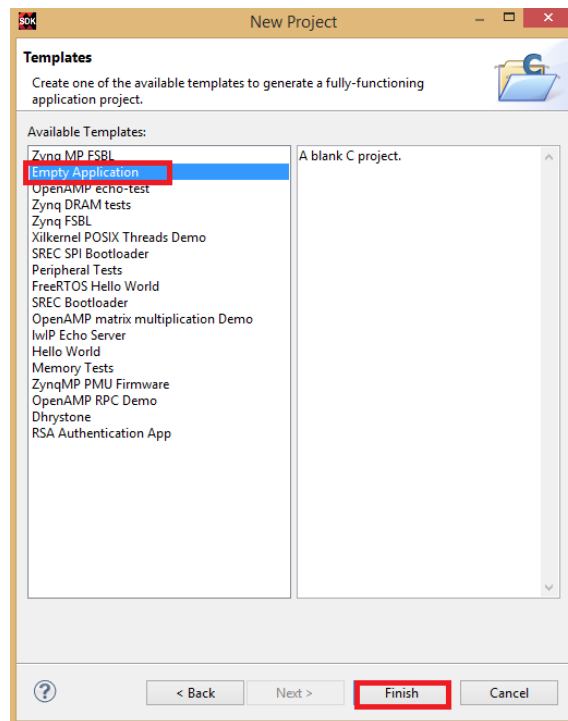 SDK
New Project
Templates
Create one of the available templates to generate a fully-functioning
application project.
Available Templates:
Zynq MP FSBL
Empty Application
OpenAMP echo-test
Zynq DRAM tests
Zynq FSBL
Xilkernel POSIX Threads Demo
SREC SPI Bootloader
Peripheral Tests
FreeRTOS Hello World
SREC Bootloader
OpenAMP matrix multiplication Demo
lwIP Echo Server
Hello World
Memory Tests
ZynqMP PMU Firmware
OpenAMP RPC Demo
Dhrystone
RSA Authentication App
A blank C project.
? < Back Next > Finish Cancel